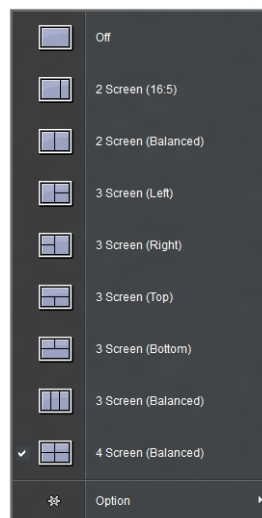 Off
2 Screen (16:5)
2 Screen (Balanced)
3 Screen (Left)
3 Screen (Right)
3 Screen (Top)
3 Screen (Bottom)
3 Screen (Balanced)
4 Screen (Balanced)
Option